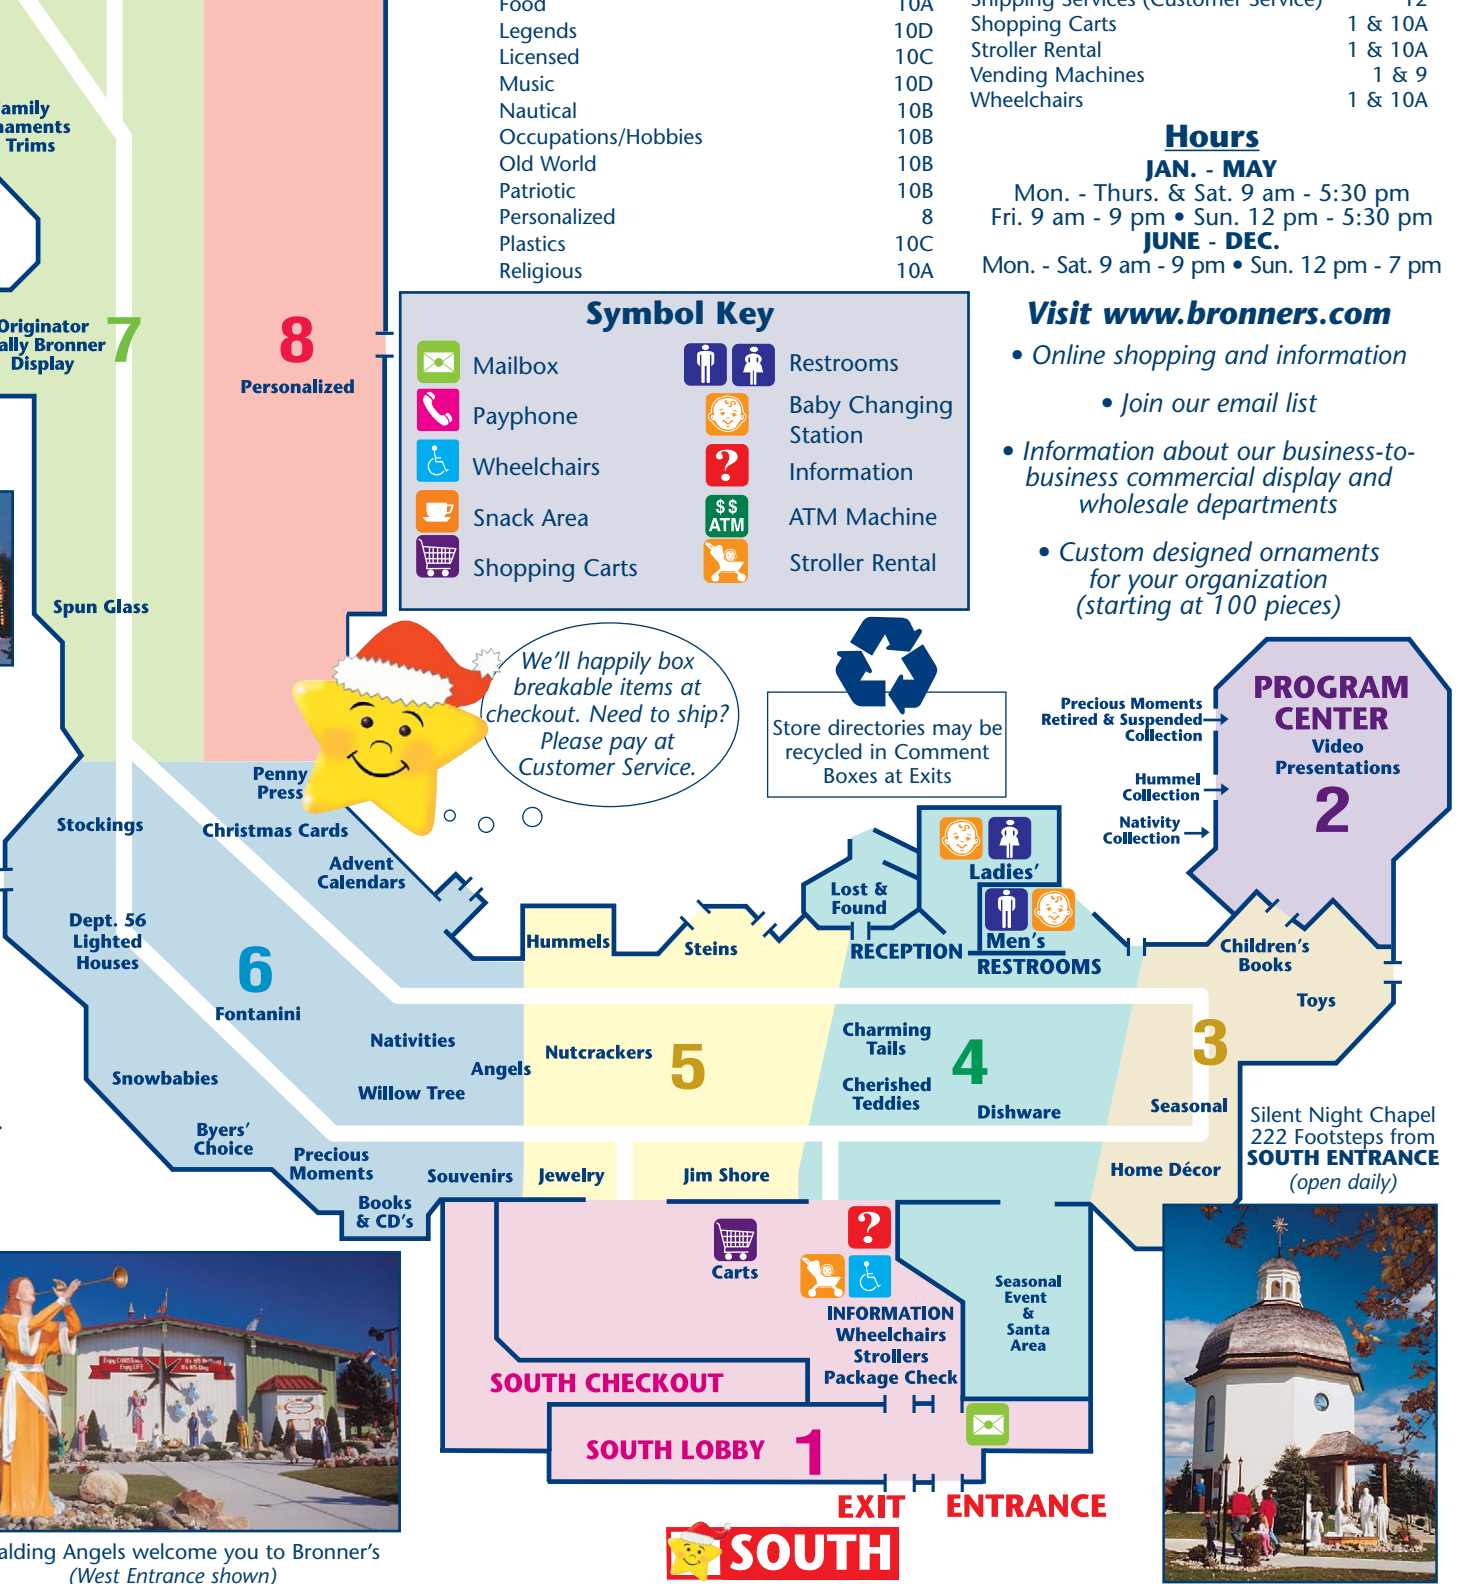 Food 10A
Legends 10D
Licensed 10C
Music 10D
Nautical 10B
Occupations/Hobbies 10B
Old World 10B
Patriotic 10B
Personalized 8
Plastics 10C
Religious 10A
Shipping Services (Customer Service) 12
Shopping Carts 1 & 10A
Stroller Rental 1 & 10A
Vending Machines 1 & 9
Wheelchairs 1 & 10A
Hours
JAN. - MAY
Mon. - Thurs. & Sat. 9 am - 5:30 pm
Fri. 9 am - 9 pm • Sun. 12 pm - 5:30 pm
JUNE - DEC.
Mon. - Sat. 9 am - 9 pm • Sun. 12 pm - 7 pm
Visit www.bronners.com
• Online shopping and information
• Join our email list
• Information about our business-to-
business commercial display and
wholesale departments
• Custom designed ornaments
for your organization
(starting at 100 pieces)
Symbol Key
Mailbox
Payphone
Wheelchairs
Snack Area
Shopping Carts
Restrooms
Baby Changing
Station
?
Information
$$
ATM
ATM Machine
Stroller Rental
amily
naments
Trims
Originator
ally Bronner
Display
7
Spun Glass
8
Personalized
We'll happily box
breakable items at
checkout. Need to ship?
Please pay at
Customer Service.
Store directories may be
recycled in Comment
Boxes at Exits
Precious Moments
Retired & Suspended
Collection
Hummel
Collection
Nativity
Collection
PROGRAM
CENTER
Video
Presentations
2
Penny
Press
Stockings
Christmas Cards
Advent
Calendars
Dept. 56
Lighted
Houses
6
Fontanini
Nativities
Angels
Willow Tree
Snowbabies
Byers'
Choice
Precious
Moments
Souvenirs
Books
& CD's
Hummels
Steins
Nutcrackers
5
Jewelry
Jim Shore
Lost &
Found
RECEPTION
Ladies'
Men's
RESTROOMS
Charming
Tails
4
Cherished
Teddies
Dishware
Children's
Books
Toys
3
Seasonal
Home Décor
Silent Night Chapel
222 Footsteps from
SOUTH ENTRANCE
(open daily)
Carts
?
INFORMATION
Wheelchairs
Strollers
Package Check
Seasonal
Event
&
Santa
Area
SOUTH CHECKOUT
SOUTH LOBBY 1
EXIT ENTRANCE
SOUTH
alding Angels welcome you to Bronner's
(West Entrance shown)